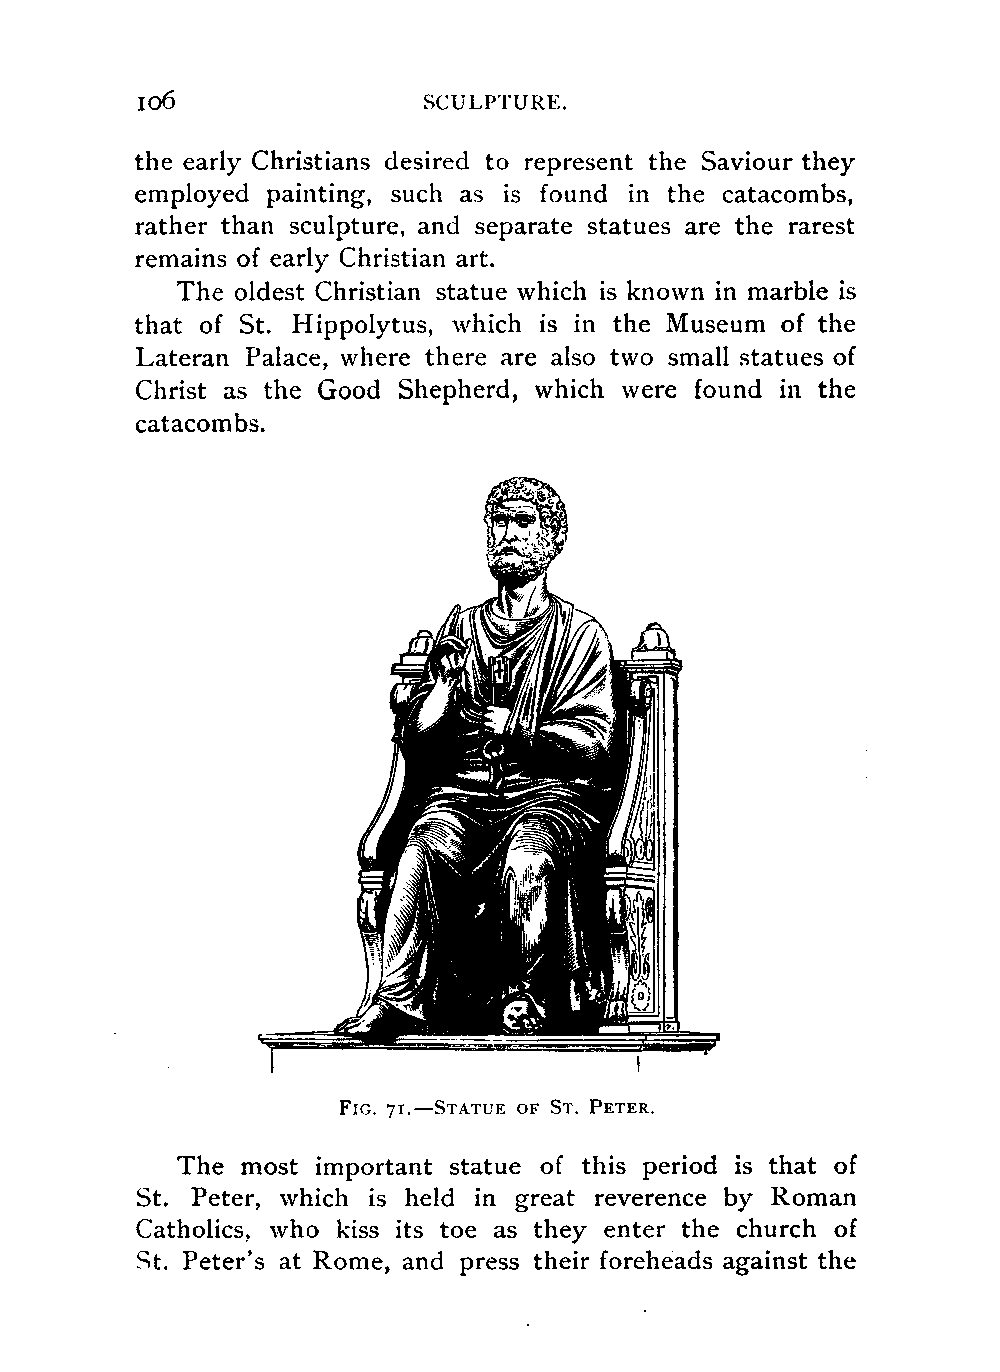 106 SCULPTURE.
the early Christians desired to represent the Saviour they
employed painting, such as is found in the catacombs,
rather than sculpture, and separate statues are the rarest
remains of early Christian art.
The oldest Christian statue which is known in marble is
that of St. Hippolytus, which is in the Museum of the
Lateran Palace, where there are also two small statues of
Christ as the Good Shepherd, which were found in the
catacombs.
FIG. 71.—STATUE OF ST. PETER.
The most important statue of this period is that of
St. Peter, which is held in great reverence by Roman
Catholics, who kiss its toe as they enter the church of
St. Peter's at Rome, and press their foreheads against the